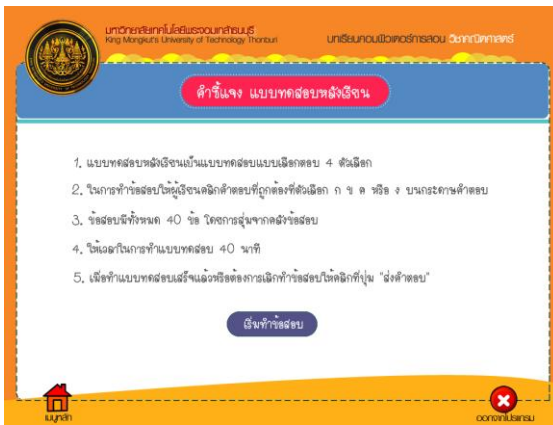 มหาวิทยาลัยเทคโนโลยีพระจอมเกล้าธนบุรี
King Mongkut's University of Technology Thonburi
บทเรียนคอมพิวเตอร์การสอน วิชาคณิตศาสตร์
คำชี้แจง แบบทดสอบหลังเรียน
1. แบบทดสอบหลังเรียนเป็นแบบทดสอบแบบเลือกตอบ 4 ตัวเลือก
2. ในการทำข้อสอบให้ผู้เรียนคลิกคำตอบที่ถูกต้องที่ตัวเลือก ก ข ค หรือ ง บนกระดาษคำตอบ
3. ข้อสอบมีทั้งหมด 40 ข้อ โดยการสุ่มจากคลังข้อสอบ
4. ให้เวลาในการทำแบบทดสอบ 40 นาที
5. เมื่อทำแบบทดสอบเสร็จแล้วหรือต้องการเลิกทำข้อสอบให้คลิกที่ปุ่ม "ส่งคำตอบ"
เริ่มทำข้อสอบ
เมนูหลัก
ออกจากโปรแกรม